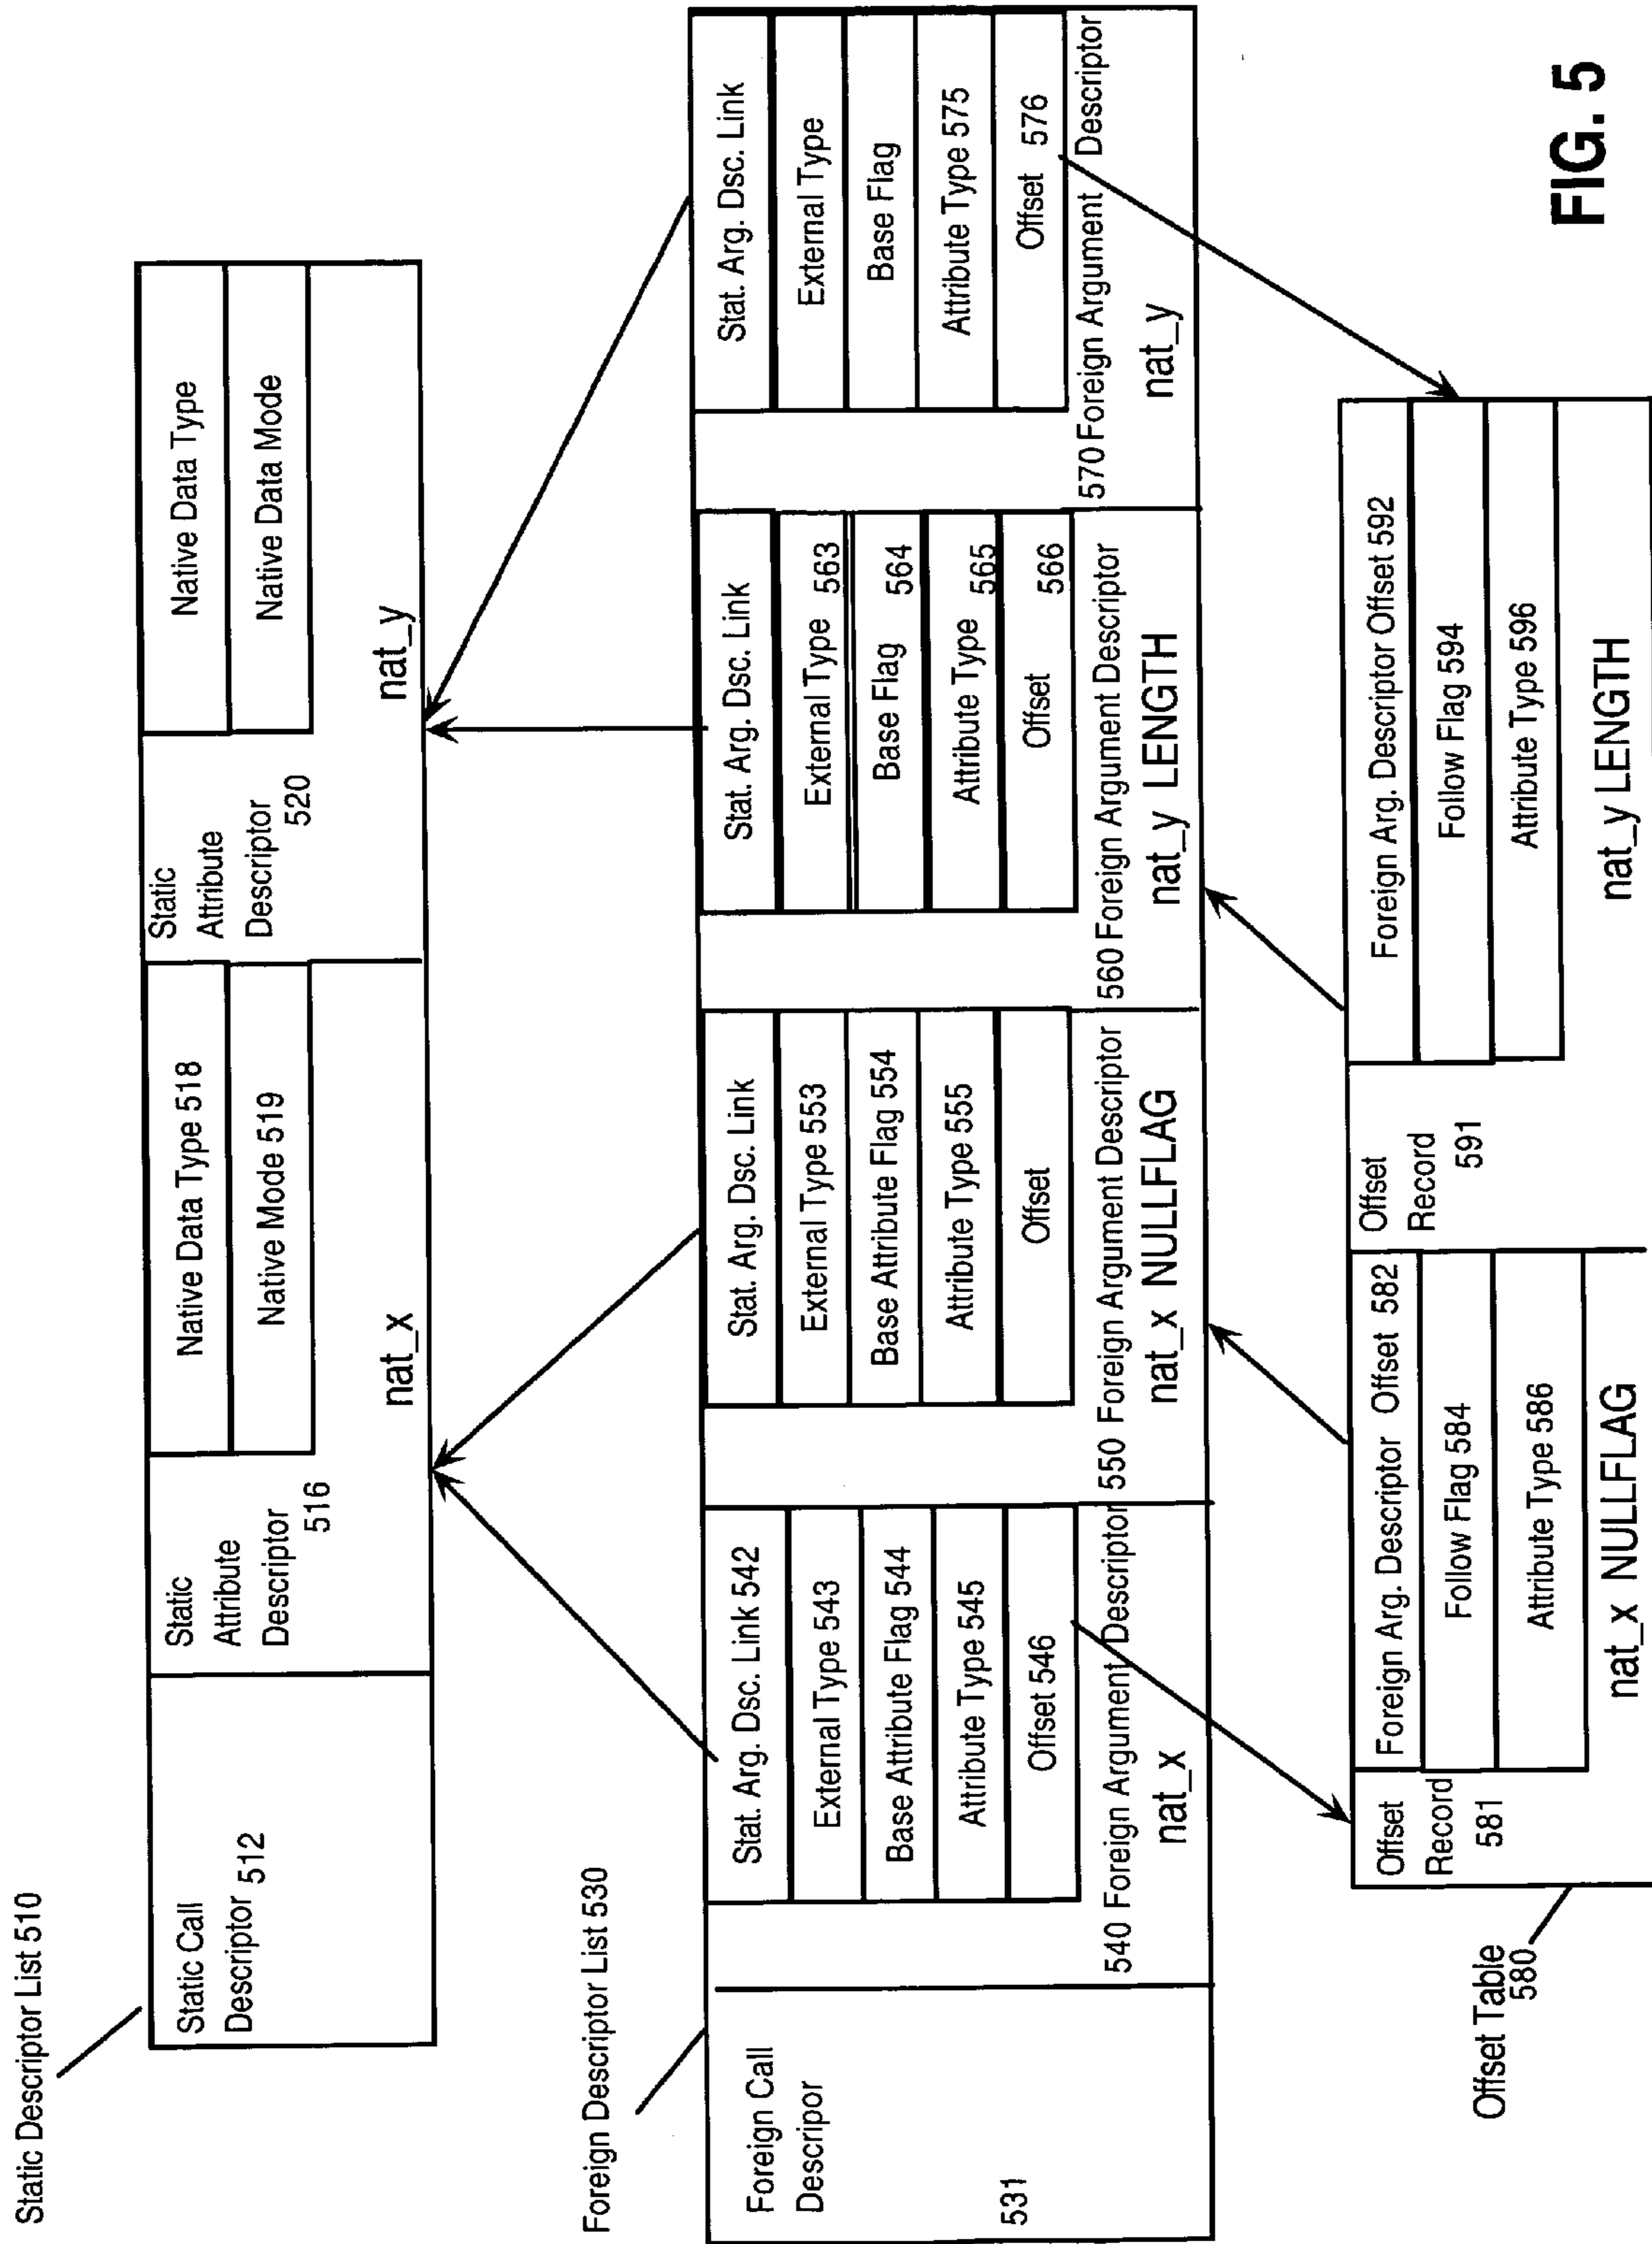 Static Descriptor List 510
Static Call
Descriptor 512
Static
Attribute
Descriptor
516
Native Data Type 518
Native Mode 519
nat_x
Static
Attribute
Descriptor
520
Native Data Type
Native Data Mode
nat_y
Foreign Descriptor List 530
Foreign Call
Descripor
531
Stat. Arg. Dsc. Link 542
External Type 543
Base Attribute Flag 544
Attribute Type 545
Offset 546
540 Foreign Argument Descriptor
nat_x
Stat. Arg. Dsc. Link
External Type 553
Base Attribute Flag 554
Attribute Type 555
Offset
550 Foreign Argument Descriptor
nat_x NULLFLAG
Stat. Arg. Dsc. Link
External Type 563
Base Flag 564
Attribute Type 565
Offset 566
560 Foreign Argument Descriptor
nat_y LENGTH
Stat. Arg. Dsc. Link
External Type
Base Flag
Attribute Type 575
Offset 576
570 Foreign Argument Descriptor
nat_y
Offset Table
580
Offset
Record
581
Foreign Arg. Descriptor Offset 582
Follow Flag 584
Attribute Type 586
nat_x NULLFLAG
Offset
Record
591
Foreign Arg. Descriptor Offset 592
Follow Flag 594
Attribute Type 596
nat_y LENGTH
FIG. 5